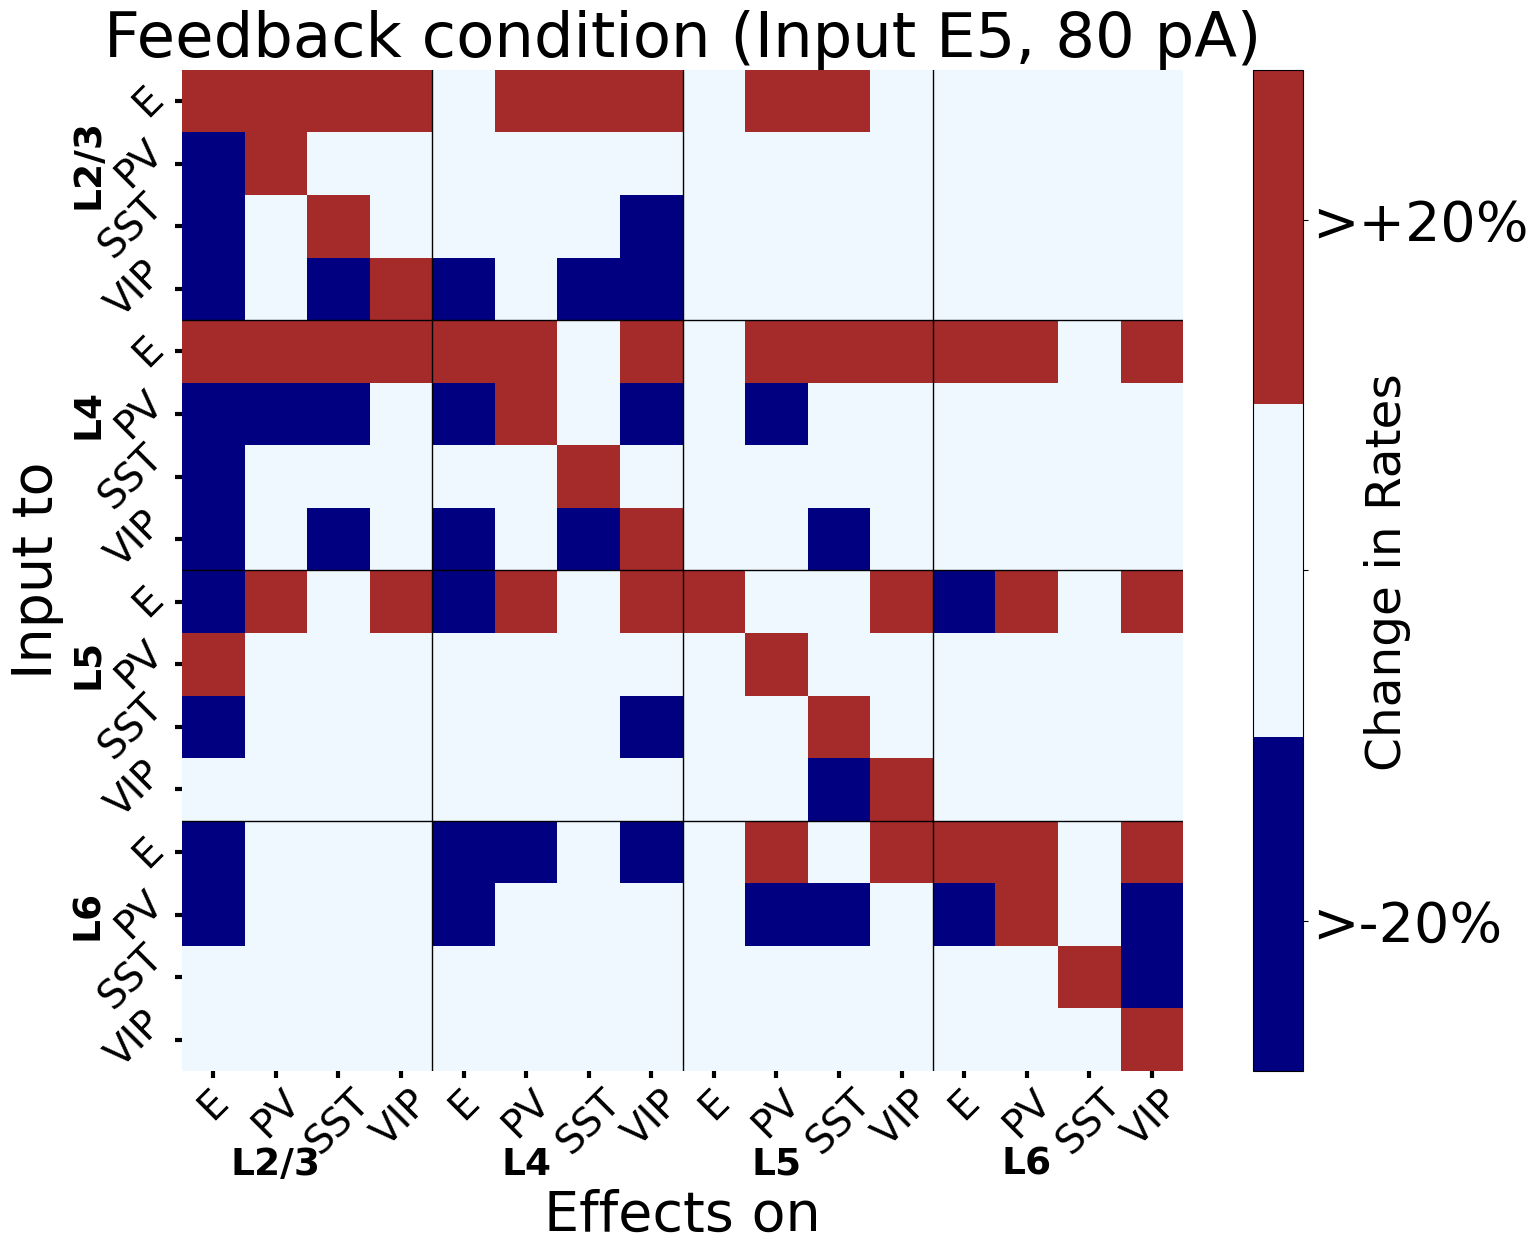 Feedback condition (Input E5, 80 pA)
Input to
L2/3
E
PV
SST
VIP
L4
E
PV
SST
VIP
L5
E
PV
SST
VIP
L6
E
PV
SST
VIP
E PV SST VIP E PV SST VIP E PV SST VIP E PV SST VIP
L2/3 L4 L5 L6
Effects on
>+20%
>-20%
Change in Rates